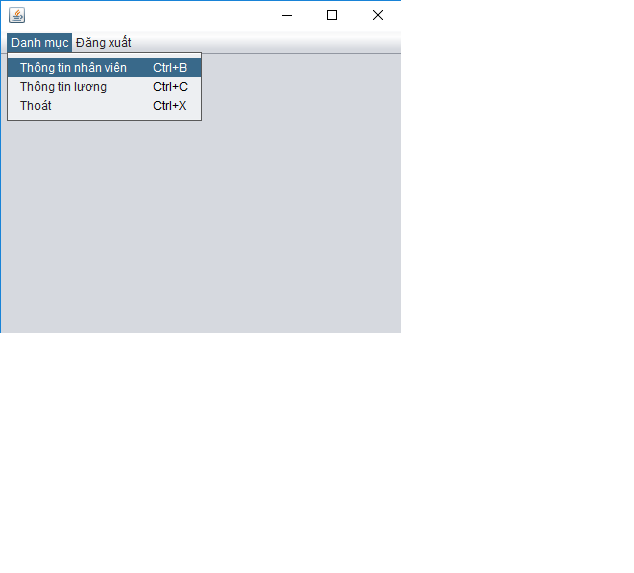 Danh mục Đăng xuất
Thông tin nhân viên Ctrl+B
Thông tin lương Ctrl+C
Thoát Ctrl+X